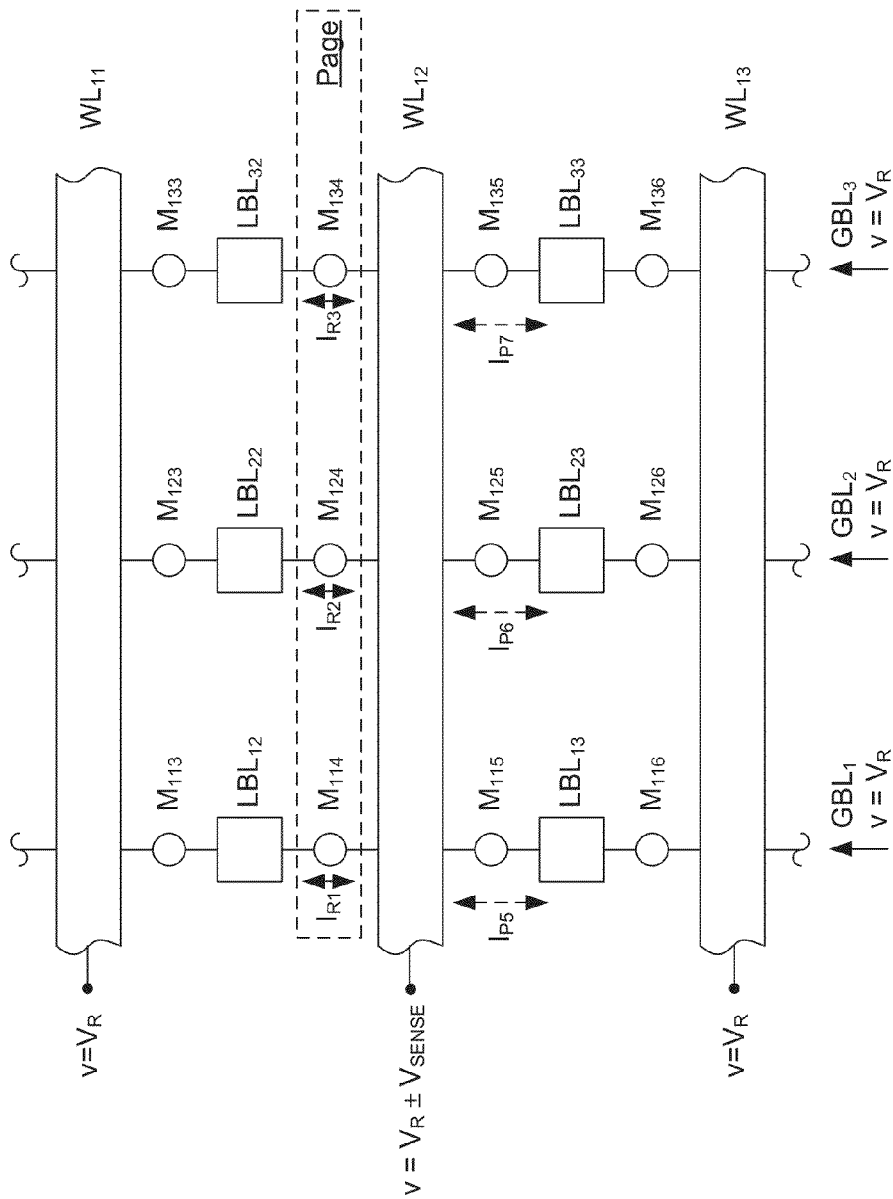 WL11
M113 M123 M133
LBL12 LBL22 LBL32
v=VR
Page
M114 M124 M134
IR1 IR2 IR3
WL12
v = VR ± VSENSE
M115 M125 M135
IP5 IP6 IP7
LBL13 LBL23 LBL33
M116 M126 M136
WL13
v=VR
GBL1 GBL2 GBL3
v = VR v = VR v = VR